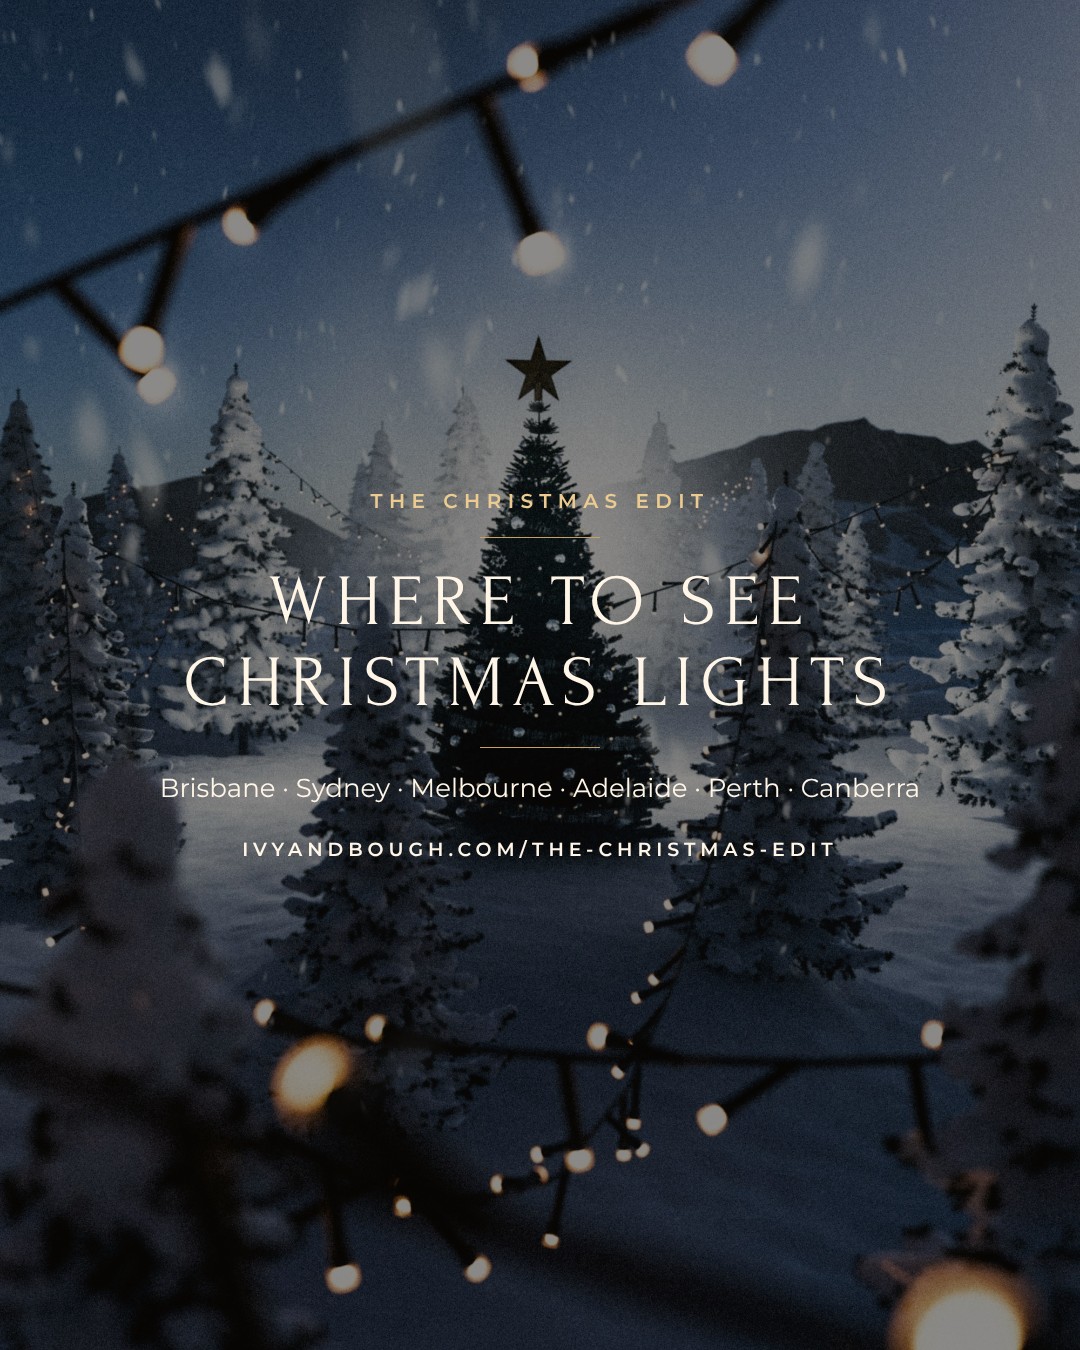 THE CHRISTMAS EDIT
WHERE TO SEE
CHRISTMAS LIGHTS
Brisbane · Sydney · Melbourne · Adelaide · Perth · Canberra
IVYANDBOUGH.COM/THE-CHRISTMAS-EDIT